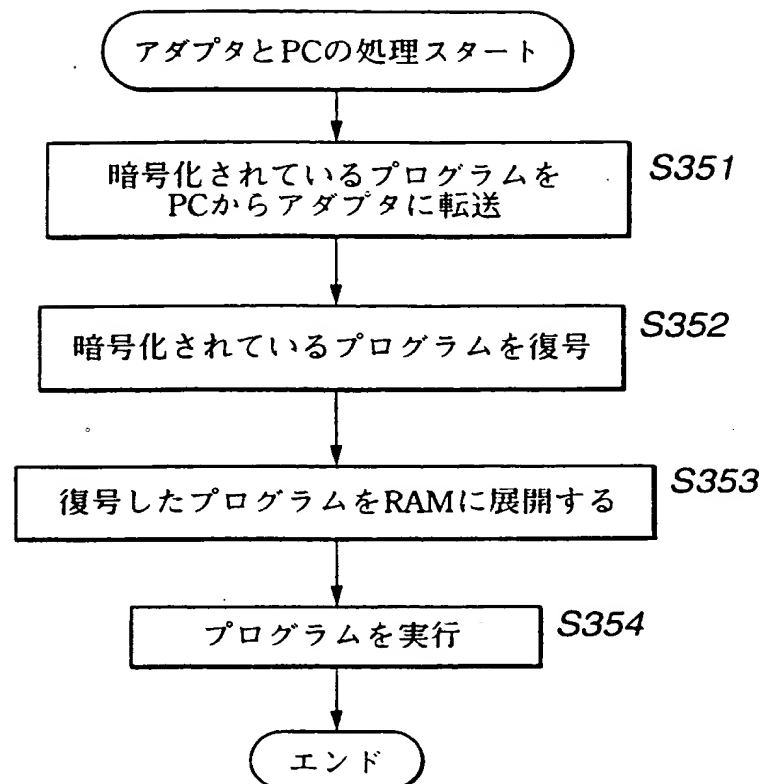 アダプタとPCの処理スタート
暗号化されているプログラムを
PCからアダプタに転送
S351
暗号化されているプログラムを復号
S352
復号したプログラムをRAMに展開する
S353
プログラムを実行
S354
エンド